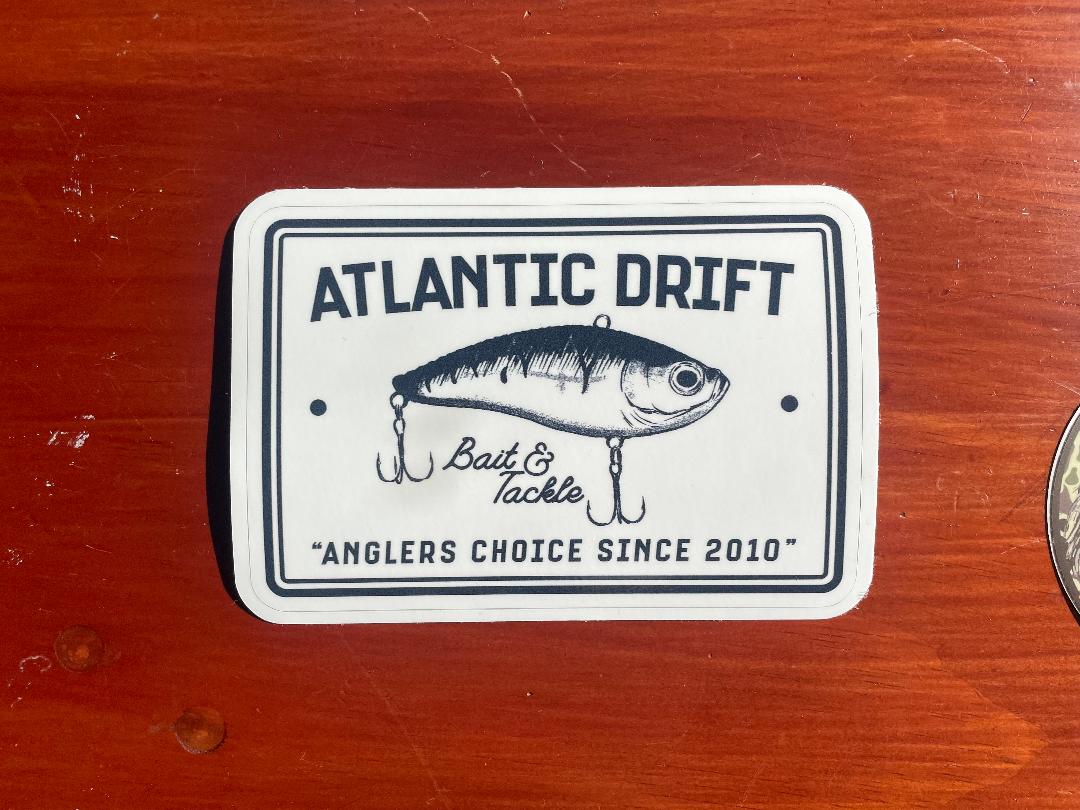 ATLANTIC DRIFT
Bait &
Tackle
“ANGLERS CHOICE SINCE 2010”